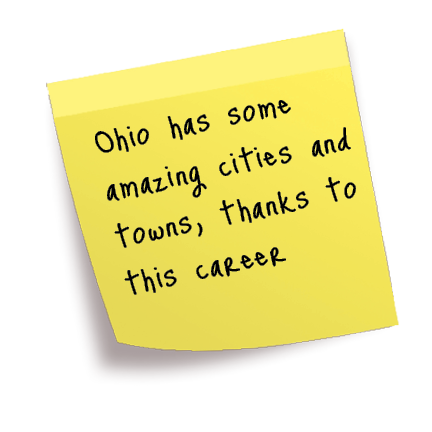 Ohio has some
amazing cities and
towns, thanks to
this career